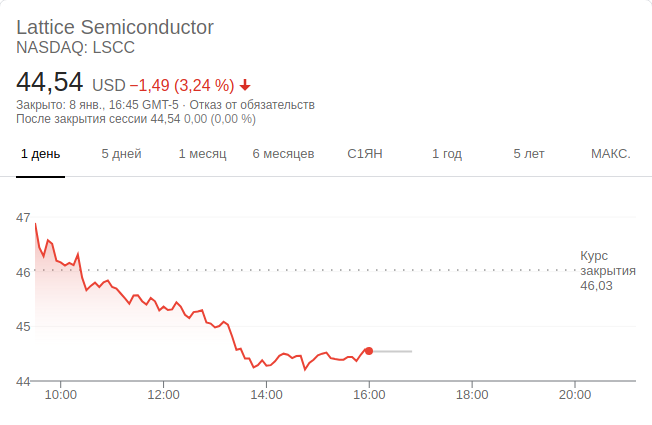 Lattice Semiconductor
NASDAQ: LSCC
44,54 USD −1,49 (3,24 %)
Закрыто: 8 янв., 16:45 GMT-5 · Отказ от обязательств
После закрытия сессии 44,54 0,00 (0,00 %)
1 день 5 дней 1 месяц 6 месяцев С1ЯН 1 год 5 лет МАКС.
47
46
45
44
Курс
закрытия
46,03
10:00 12:00 14:00 16:00 18:00 20:00